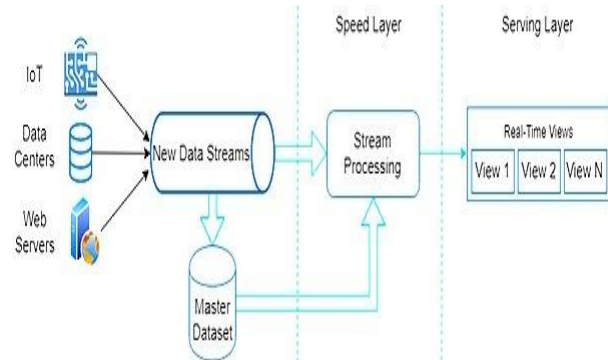 Speed Layer
Serving Layer
IoT
Data
Centers
Web
Servers
New Data Streams
Stream
Processing
Real-Time Views
View 1
View 2
View N
Master
Dataset